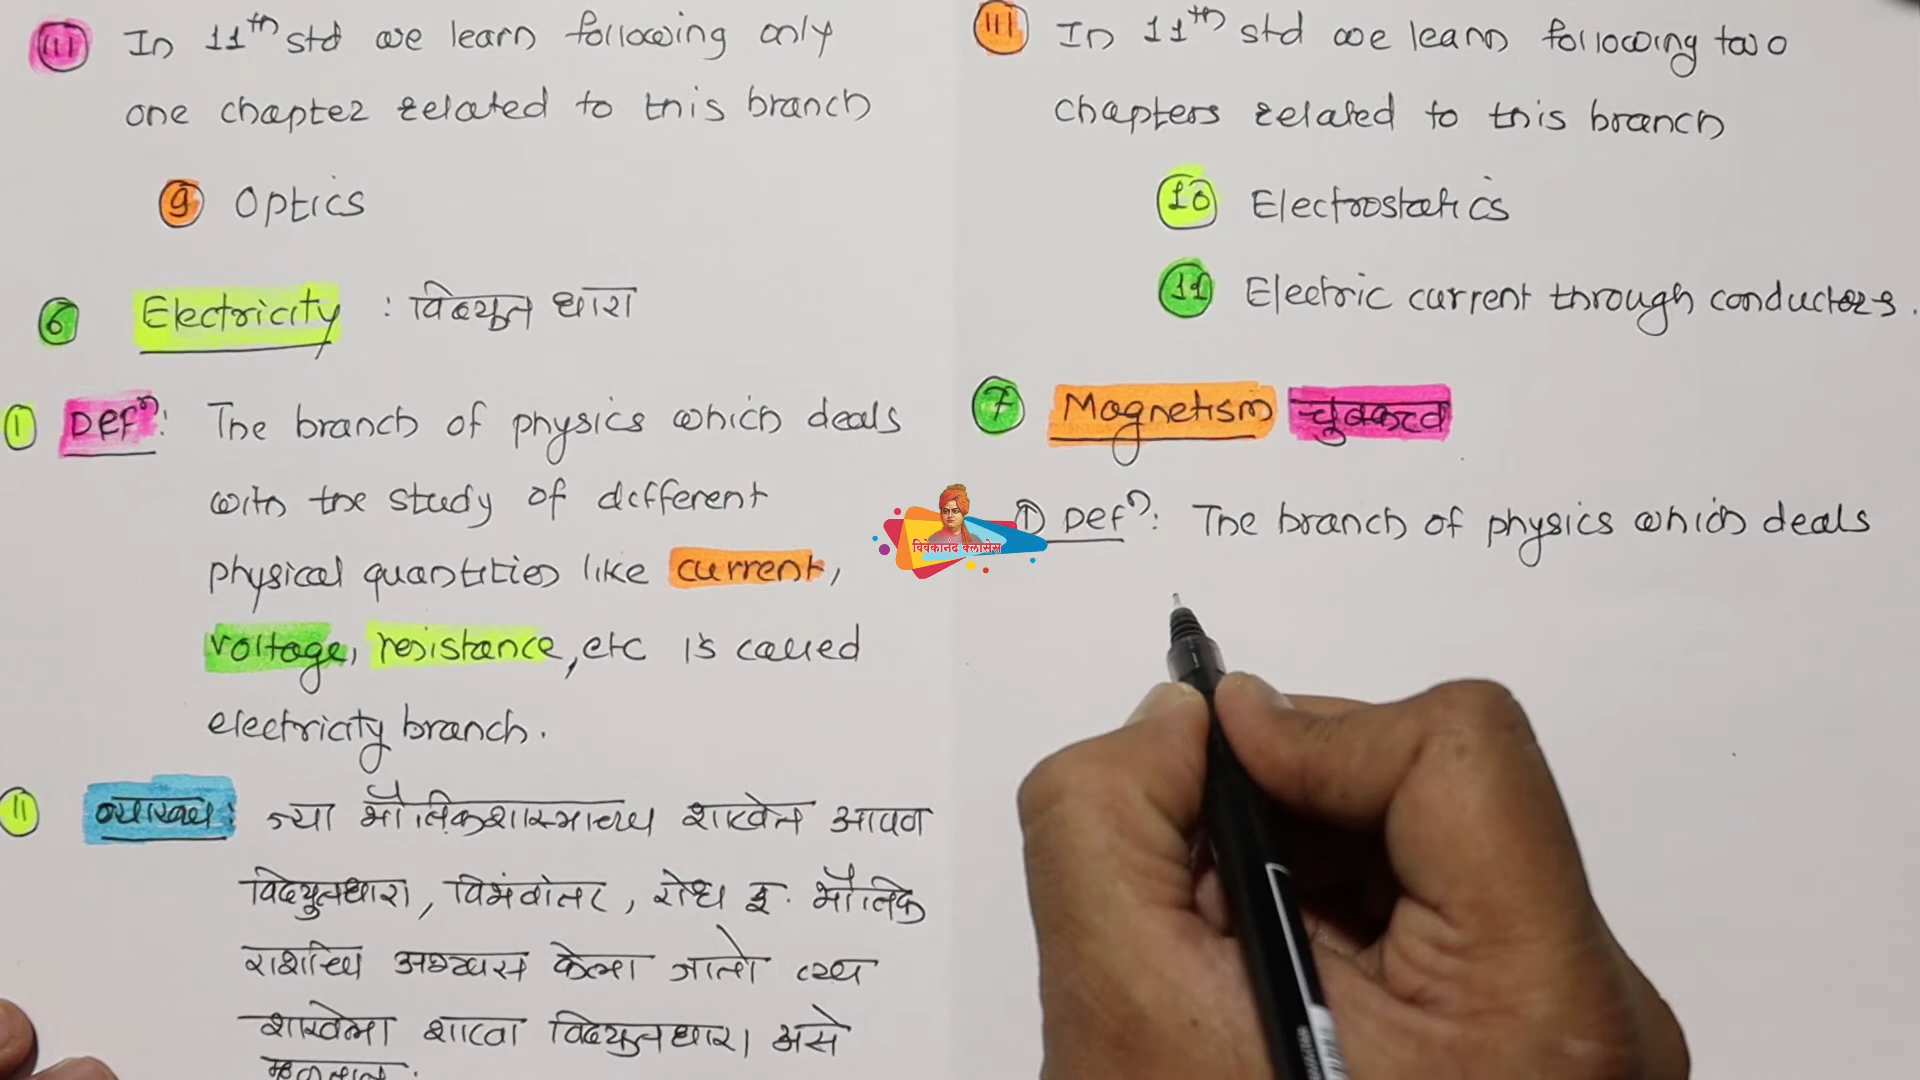 III In 11th std we learn following only
one chapter related to this branch
9 Optics
6 Electricity : विद्युत धारा
I Defn: The branch of physics which deals
with the study of different
physical quantities like current,
voltage, resistance, etc is called
electricity branch.
II व्याख्या: ज्या भौतिकशास्त्राच्या शाखेत आपण
विद्युतधारा, विभवांतर, रोध इ. भौतिक
राशींचा अभ्यास केला जातो त्या
शाखेला शाखा विद्युतधारा असे
म्हणतात.
III In 11th std we learn following two
chapters related to this branch
10 Electrostatics
11 Electric current through conductors.
7 Magnetism चुंबकत्व
विवेकानंद क्लासेस
I Defn: The branch of physics which deals